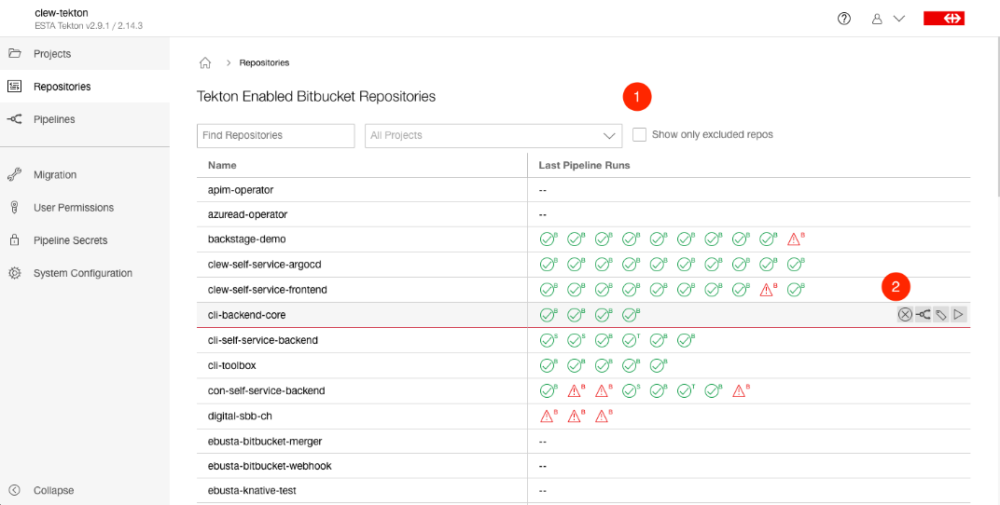 clew-tekton
ESTA Tekton v2.9.1 / 2.14.3
Projects
Repositories
Pipelines
Migration
User Permissions
Pipeline Secrets
System Configuration
Collapse
Repositories
Tekton Enabled Bitbucket Repositories
1
Find Repositories
All Projects
Show only excluded repos
Name Last Pipeline Runs
apim-operator --
azuread-operator --
backstage-demo B B B B B B B B B B
clew-self-service-argocd B B B B B B B B B B
clew-self-service-frontend B B B B B B B B B B
2
cli-backend-core B B B B
cli-self-service-backend S S B T B B
cli-toolbox B B B B B
con-self-service-backend B B B S B T B B
digital-sbb-ch B B B
ebusta-bitbucket-merger --
ebusta-bitbucket-webhook --
ebusta-knative-test --